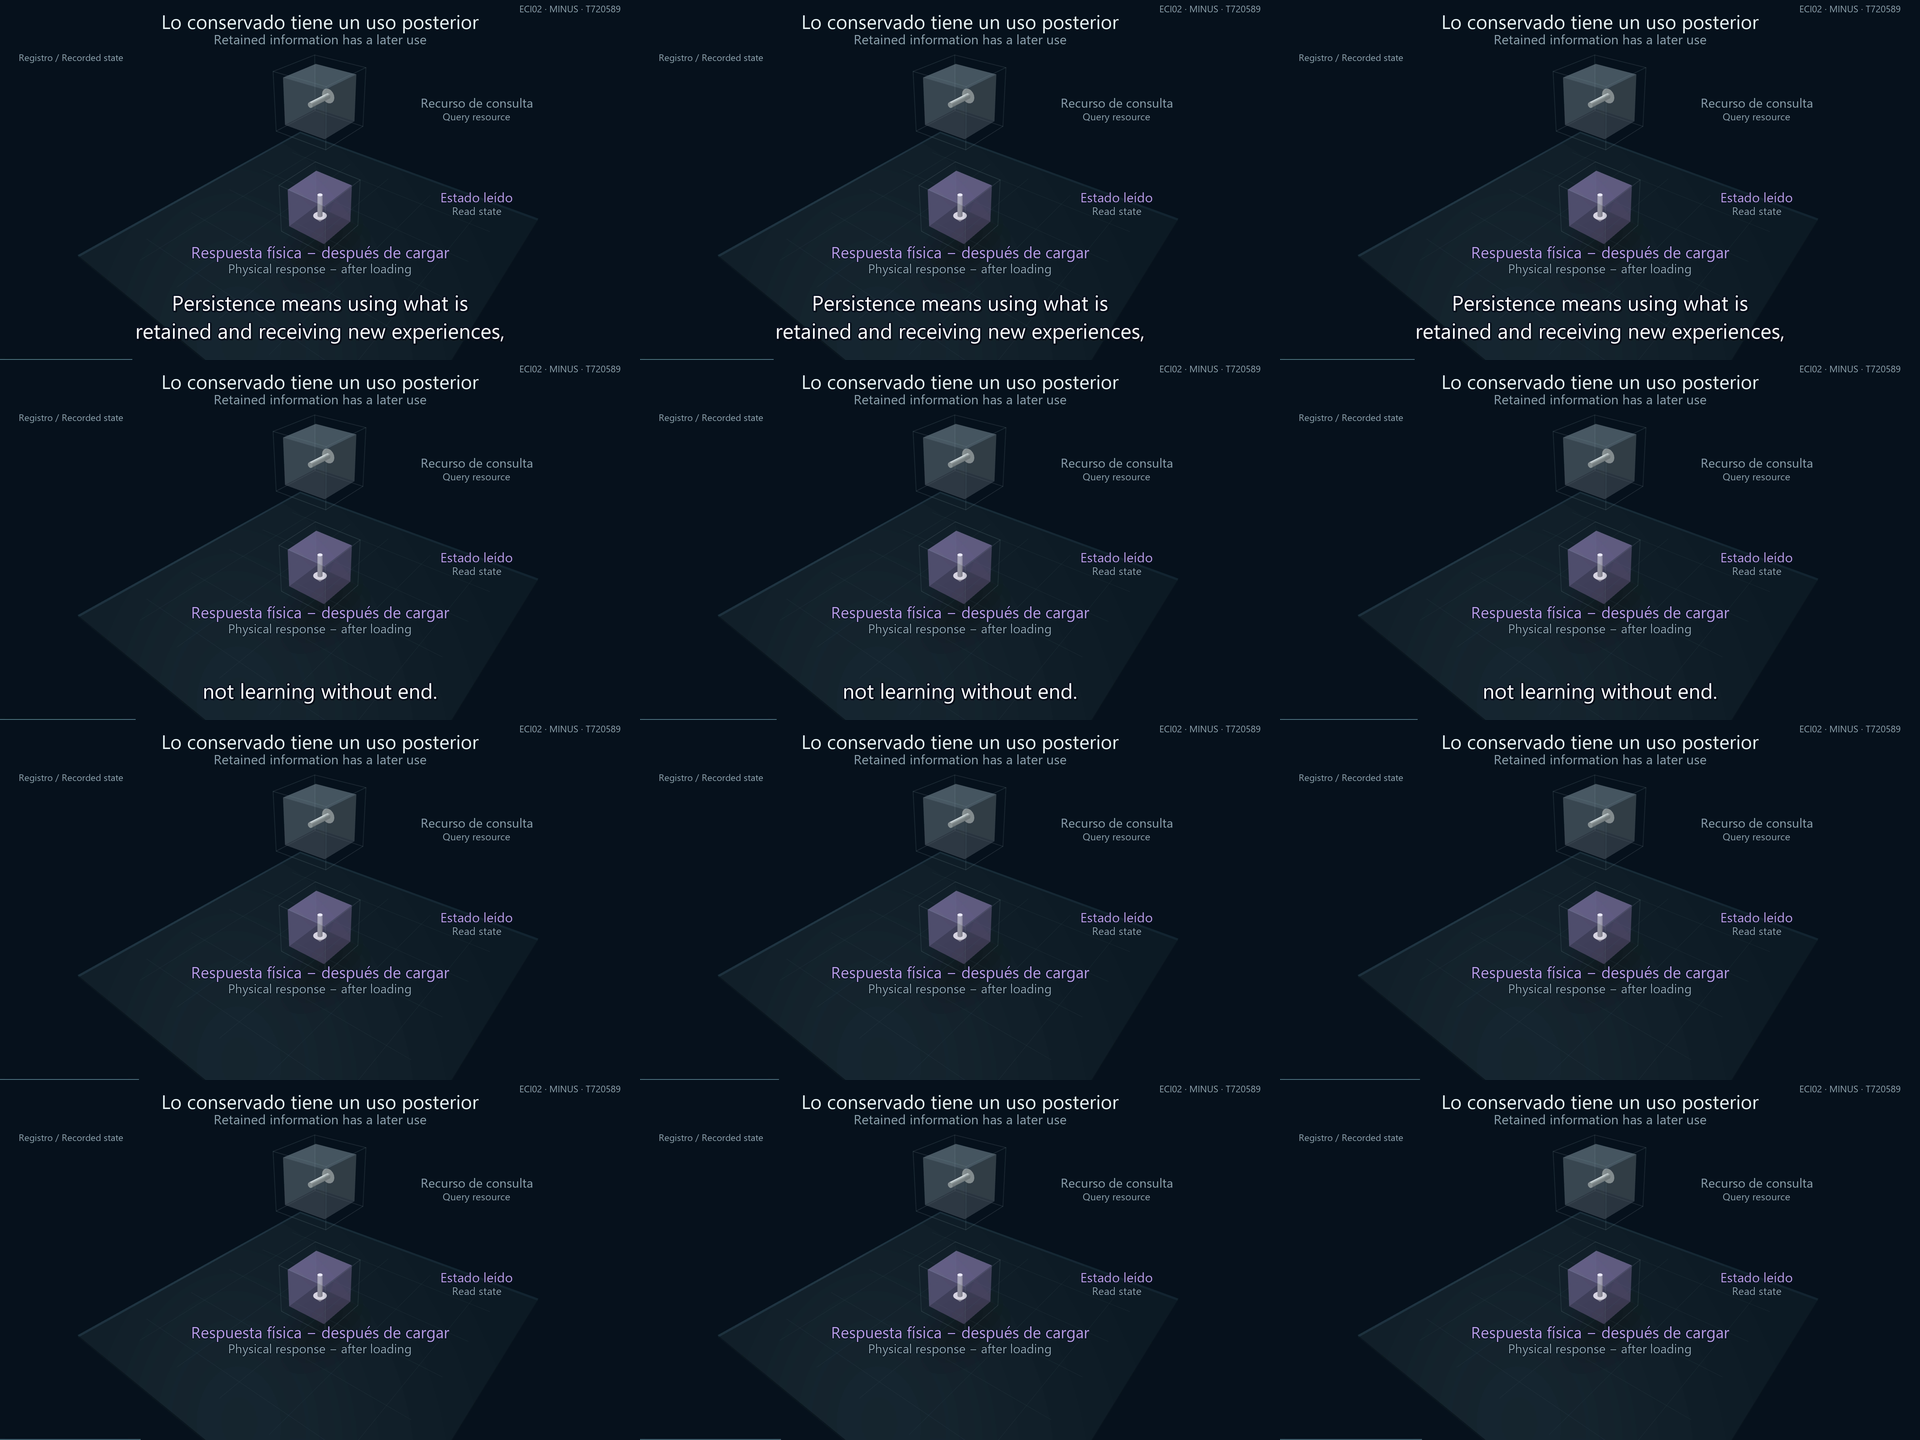 ECI02 · MINUS · T720589
Lo conservado tiene un uso posterior
Retained information has a later use
Registro / Recorded state
Recurso de consulta
Query resource
Estado leído
Read state
Respuesta física – después de cargar
Physical response – after loading
Persistence means using what is
retained and receiving new experiences,
ECI02 · MINUS · T720589
Lo conservado tiene un uso posterior
Retained information has a later use
Registro / Recorded state
Recurso de consulta
Query resource
Estado leído
Read state
Respuesta física – después de cargar
Physical response – after loading
Persistence means using what is
retained and receiving new experiences,
ECI02 · MINUS · T720589
Lo conservado tiene un uso posterior
Retained information has a later use
Registro / Recorded state
Recurso de consulta
Query resource
Estado leído
Read state
Respuesta física – después de cargar
Physical response – after loading
Persistence means using what is
retained and receiving new experiences,
ECI02 · MINUS · T720589
Lo conservado tiene un uso posterior
Retained information has a later use
Registro / Recorded state
Recurso de consulta
Query resource
Estado leído
Read state
Respuesta física – después de cargar
Physical response – after loading
not learning without end.
ECI02 · MINUS · T720589
Lo conservado tiene un uso posterior
Retained information has a later use
Registro / Recorded state
Recurso de consulta
Query resource
Estado leído
Read state
Respuesta física – después de cargar
Physical response – after loading
not learning without end.
ECI02 · MINUS · T720589
Lo conservado tiene un uso posterior
Retained information has a later use
Registro / Recorded state
Recurso de consulta
Query resource
Estado leído
Read state
Respuesta física – después de cargar
Physical response – after loading
not learning without end.
ECI02 · MINUS · T720589
Lo conservado tiene un uso posterior
Retained information has a later use
Registro / Recorded state
Recurso de consulta
Query resource
Estado leído
Read state
Respuesta física – después de cargar
Physical response – after loading
ECI02 · MINUS · T720589
Lo conservado tiene un uso posterior
Retained information has a later use
Registro / Recorded state
Recurso de consulta
Query resource
Estado leído
Read state
Respuesta física – después de cargar
Physical response – after loading
ECI02 · MINUS · T720589
Lo conservado tiene un uso posterior
Retained information has a later use
Registro / Recorded state
Recurso de consulta
Query resource
Estado leído
Read state
Respuesta física – después de cargar
Physical response – after loading
ECI02 · MINUS · T720589
Lo conservado tiene un uso posterior
Retained information has a later use
Registro / Recorded state
Recurso de consulta
Query resource
Estado leído
Read state
Respuesta física – después de cargar
Physical response – after loading
ECI02 · MINUS · T720589
Lo conservado tiene un uso posterior
Retained information has a later use
Registro / Recorded state
Recurso de consulta
Query resource
Estado leído
Read state
Respuesta física – después de cargar
Physical response – after loading
ECI02 · MINUS · T720589
Lo conservado tiene un uso posterior
Retained information has a later use
Registro / Recorded state
Recurso de consulta
Query resource
Estado leído
Read state
Respuesta física – después de cargar
Physical response – after loading